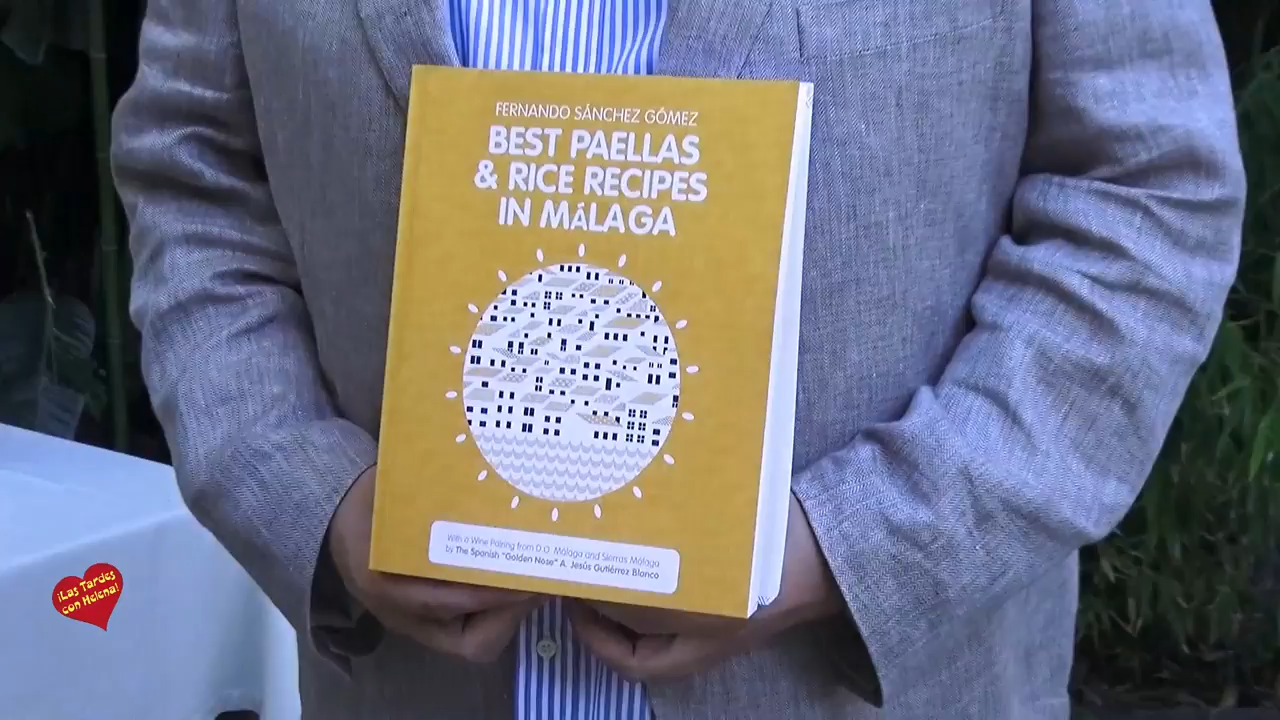 FERNANDO SÁNCHEZ GÓMEZ
BEST PAELLAS
& RICE RECIPES
IN MÁLAGA
With a Wine Pairing from D.O. Málaga and Sierras Málaga
by The Spanish "Golden Nose" A. Jesús Gutiérrez Blanco
¡Las Tardes
con Helena!